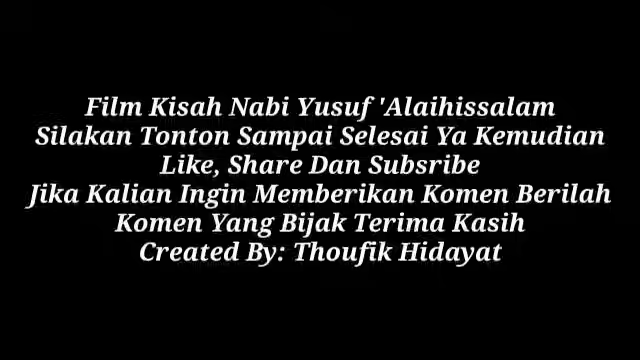 Film Kisah Nabi Yusuf 'Alaihissalam
Silakan Tonton Sampai Selesai Ya Kemudian
Like, Share Dan Subsribe
Jika Kalian Ingin Memberikan Komen Berilah
Komen Yang Bijak Terima Kasih
Created By: Thoufik Hidayat